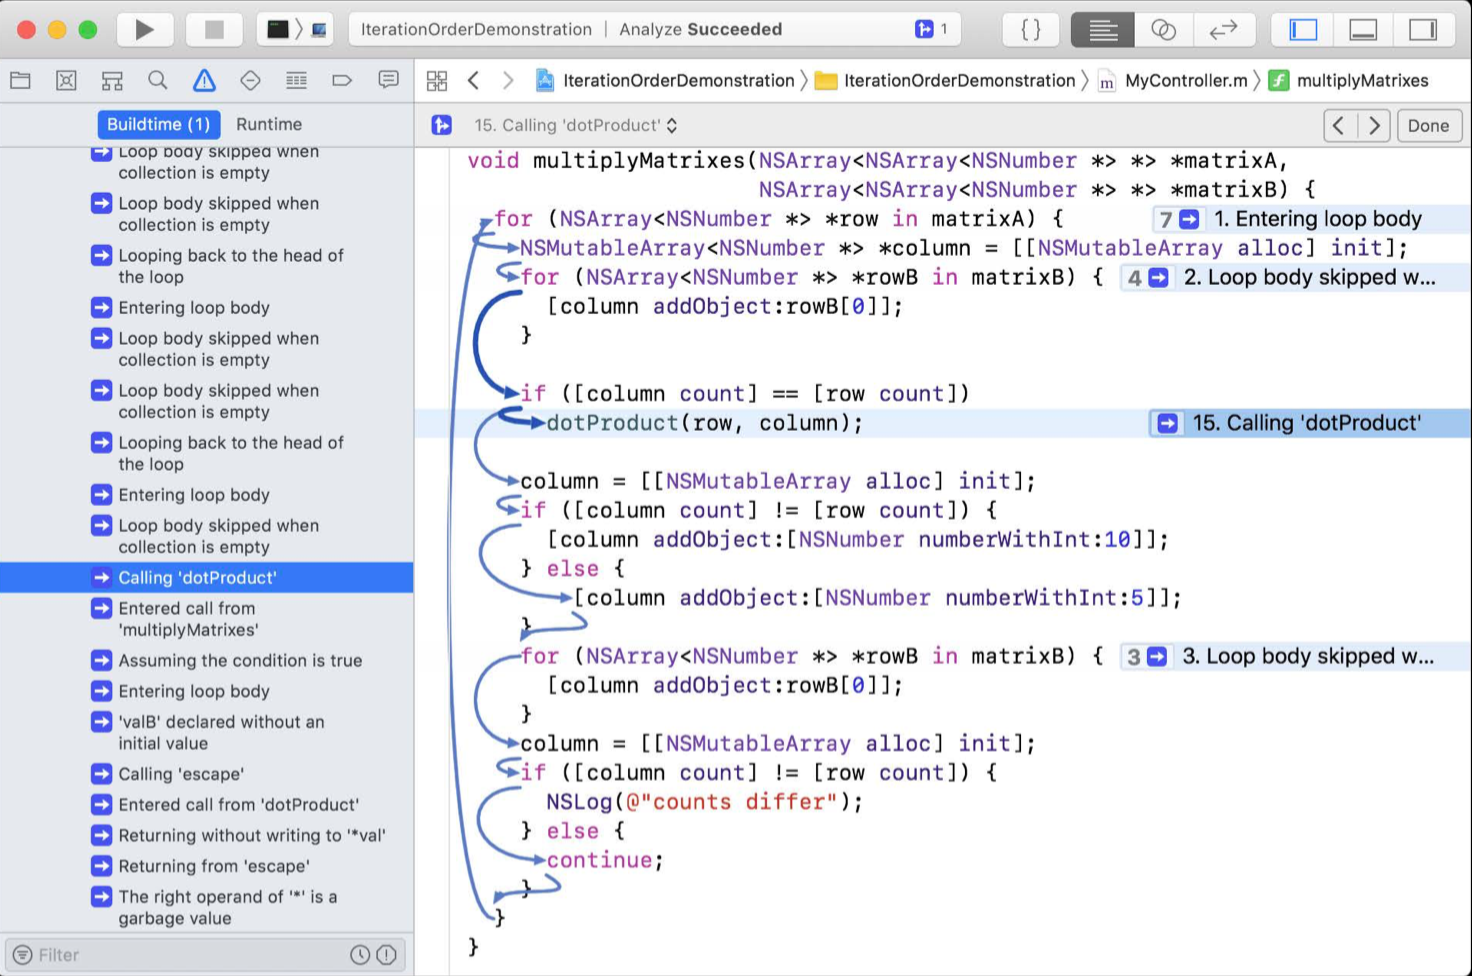 IterationOrderDemonstration | Analyze Succeeded 1
{}
IterationOrderDemonstration IterationOrderDemonstration m MyController.m f multiplyMatrixes
Buildtime (1) Runtime
Loop body skipped when
collection is empty
Loop body skipped when
collection is empty
Looping back to the head of
the loop
Entering loop body
Loop body skipped when
collection is empty
Loop body skipped when
collection is empty
Looping back to the head of
the loop
Entering loop body
Loop body skipped when
collection is empty
Calling 'dotProduct'
Entered call from
'multiplyMatrixes'
Assuming the condition is true
Entering loop body
'valB' declared without an
initial value
Calling 'escape'
Entered call from 'dotProduct'
Returning without writing to '*val'
Returning from 'escape'
The right operand of '*' is a
garbage value
Filter
15. Calling 'dotProduct' Done
void multiplyMatrixes(NSArray<NSArray<NSNumber *> *> *matrixA,
NSArray<NSArray<NSNumber *> *> *matrixB) {
for (NSArray<NSNumber *> *row in matrixA) { 7 1. Entering loop body
NSMutableArray<NSNumber *> *column = [[NSMutableArray alloc] init];
for (NSArray<NSNumber *> *rowB in matrixB) { 4 2. Loop body skipped w...
[column addObject:rowB[0]];
}
if ([column count] == [row count])
dotProduct(row, column); 15. Calling 'dotProduct'
column = [[NSMutableArray alloc] init];
if ([column count] != [row count]) {
[column addObject:[NSNumber numberWithInt:10]];
} else {
[column addObject:[NSNumber numberWithInt:5]];
}
for (NSArray<NSNumber *> *rowB in matrixB) { 3 3. Loop body skipped w...
[column addObject:rowB[0]];
}
column = [[NSMutableArray alloc] init];
if ([column count] != [row count]) {
NSLog(@"counts differ");
} else {
continue;
}
}
}